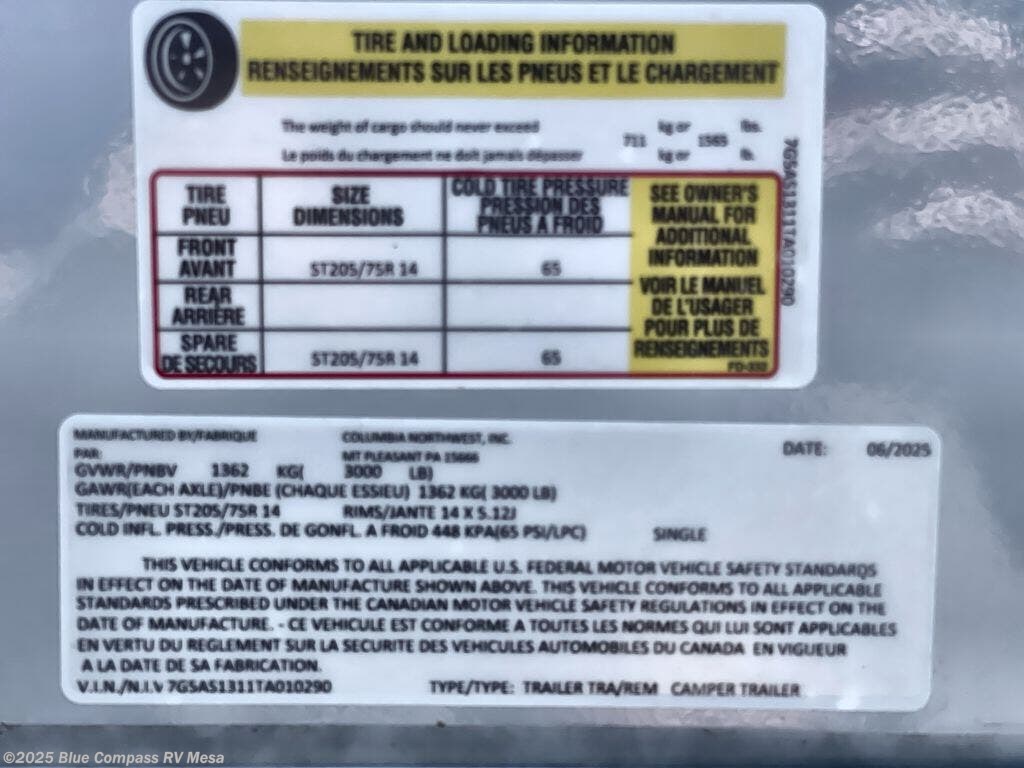 TIRE AND LOADING INFORMATION
RENSEIGNEMENTS SUR LES PNEUS ET LE CHARGEMENT
The weight of cargo should never exceed 711 kg or 1565 lbs.
Le poids du chargement ne doit jamais dépasser kg or lb.
TIRE PNEU
SIZE DIMENSIONS
COLD TIRE PRESSURE PRESSION DES PNEUS A FROID
SEE OWNER'S
MANUAL FOR
ADDITIONAL
INFORMATION
FRONT AVANT ST205/75R 14 65
REAR ARRIÈRE
VOIR LE MANUEL
DE L'USAGER
POUR PLUS DE
RENSEIGNEMENTS
SPARE DE SECOURS ST205/75R 14 65
7G5AS1311TA010290
MANUFACTURED BY/FABRIQUE COLUMBIA NORTHWEST, INC. DATE: 06/2025
PAR: MT PLEASANT PA 15666
GVWR/PNBV 1362 KG( 3000 LB)
GAWR(EACH AXLE)/PNBE (CHAQUE ESSIEU) 1362 KG( 3000 LB)
TIRES/PNEU ST205/75R 14 RIMS/JANTE 14 X 5.12J
COLD INFL. PRESS./PRESS. DE GONFL. A FROID 448 KPA(65 PSI/LPC) SINGLE
THIS VEHICLE CONFORMS TO ALL APPLICABLE U.S. FEDERAL MOTOR VEHICLE SAFETY STANDARDS
IN EFFECT ON THE DATE OF MANUFACTURE SHOWN ABOVE. THIS VEHICLE CONFORMS TO ALL APPLICABLE
STANDARDS PRESCRIBED UNDER THE CANADIAN MOTOR VEHICLE SAFETY REGULATIONS IN EFFECT ON THE
DATE OF MANUFACTURE. - CE VEHICULE EST CONFORME A TOUTES LES NORMES QUI LUI SONT APPLICABLES
EN VERTU DU REGLEMENT SUR LA SECURITE DES VEHICULES AUTOMOBILES DU CANADA EN VIGUEUR
A LA DATE DE SA FABRICATION.
V.I.N./N.I.V 7G5AS1311TA010290 TYPE/TYPE: TRAILER TRA/REM CAMPER TRAILER
©2025 Blue Compass RV Mesa